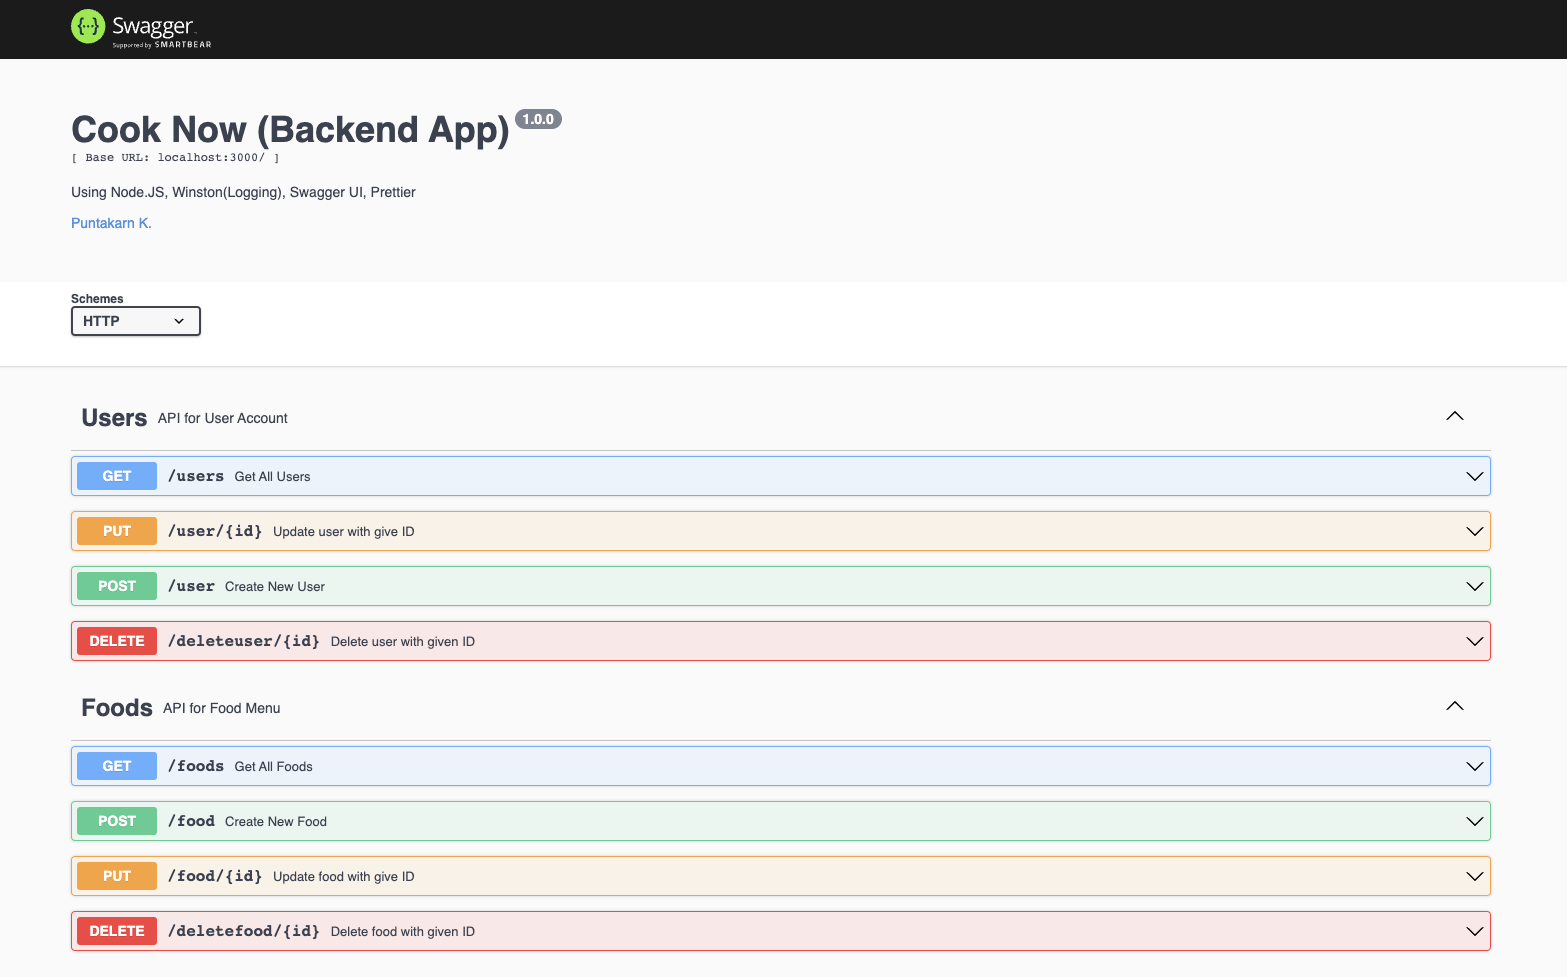 {···} Swagger
Supported by SMARTBEAR
Cook Now (Backend App) 1.0.0
[ Base URL: localhost:3000/ ]
Using Node.JS, Winston(Logging), Swagger UI, Prettier
Puntakarn K.
Schemes
HTTP
Users API for User Account
GET /users Get All Users
PUT /user/{id} Update user with give ID
POST /user Create New User
DELETE /deleteuser/{id} Delete user with given ID
Foods API for Food Menu
GET /foods Get All Foods
POST /food Create New Food
PUT /food/{id} Update food with give ID
DELETE /deletefood/{id} Delete food with given ID